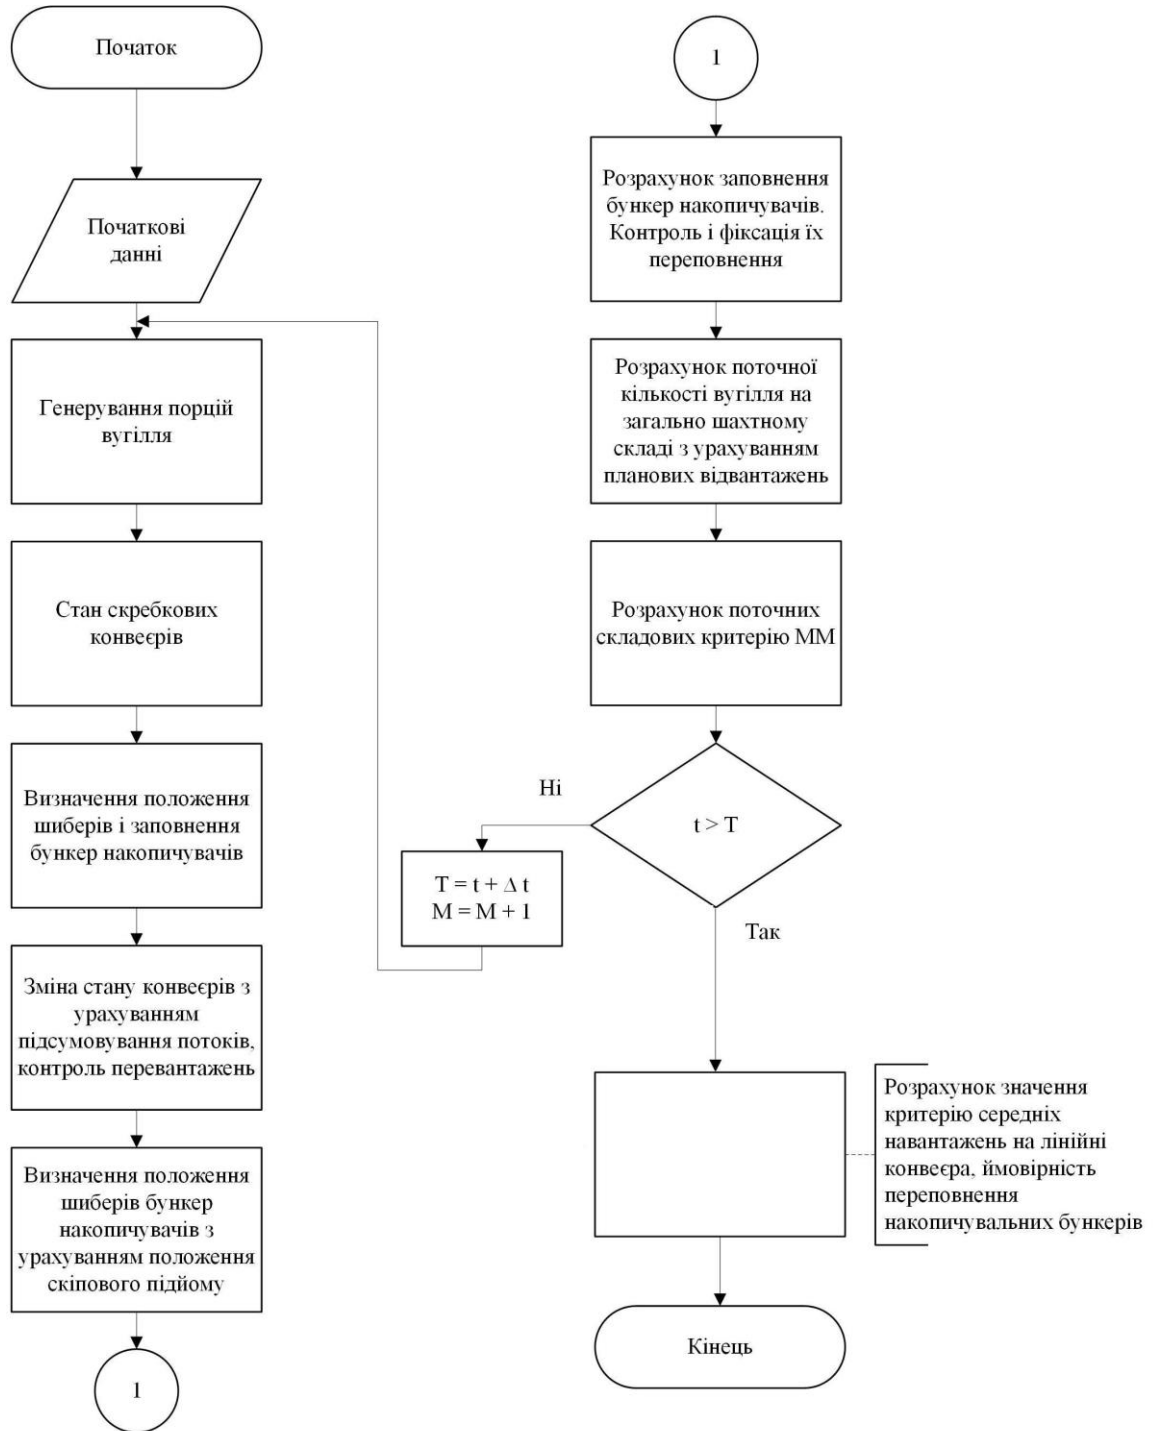 Початок
Початкові
данні
Генерування порцій
вугілля
Стан скребкових
конвеєрів
Визначення положення
шиберів і заповнення
бункер накопичувачів
Зміна стану конвеєрів з
урахуванням
підсумовування потоків,
контроль перевантажень
Визначення положення
шиберів бункер
накопичувачів з
урахуванням положення
скіпового підйому
1
1
Розрахунок заповнення
бункер накопичувачів.
Контроль і фіксація їх
переповнення
Розрахунок поточної
кількості вугілля на
загально шахтному
складі з урахуванням
планових відвантажень
Розрахунок поточних
складових критерію ММ
t > T
Ні
T = t + Δ t
M = M + 1
Так
Розрахунок значення
критерію середніх
навантажень на лінійні
конвеєра, ймовірність
переповнення
накопичувальних бункерів
Кінець